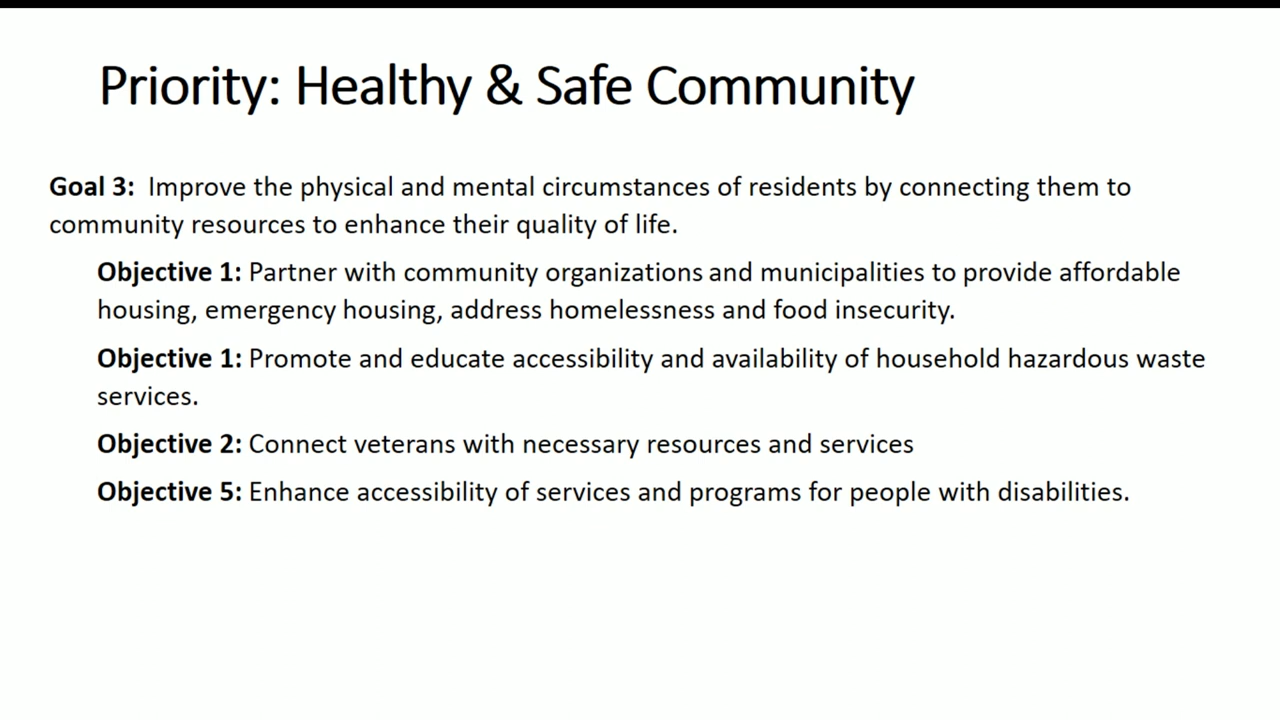 Priority: Healthy & Safe Community
Goal 3: Improve the physical and mental circumstances of residents by connecting them to
community resources to enhance their quality of life.
Objective 1: Partner with community organizations and municipalities to provide affordable
housing, emergency housing, address homelessness and food insecurity.
Objective 1: Promote and educate accessibility and availability of household hazardous waste
services.
Objective 2: Connect veterans with necessary resources and services
Objective 5: Enhance accessibility of services and programs for people with disabilities.